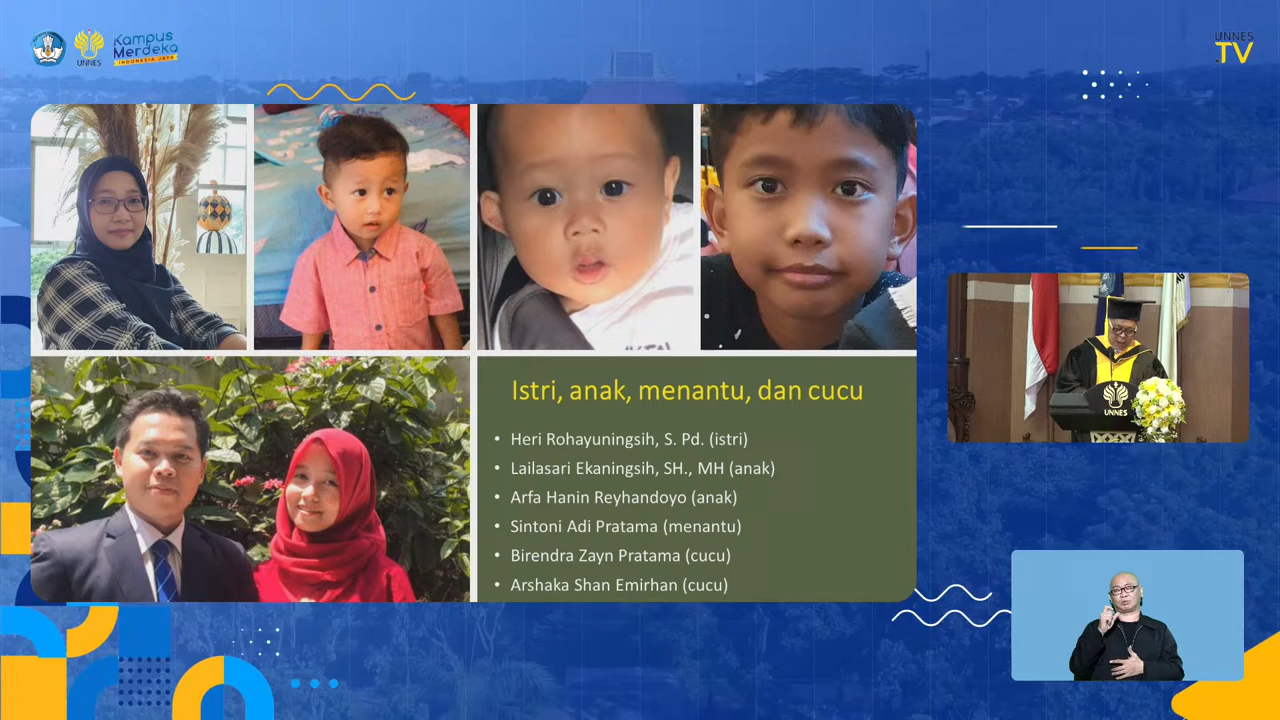 Kampus
Merdeka
INDONESIA JAYA
UNNES
UNNES
TV
Istri, anak, menantu, dan cucu
• Heri Rohayuningsih, S. Pd. (istri)
• Lailasari Ekaningsih, SH., MH (anak)
• Arfa Hanin Reyhandoyo (anak)
• Sintoni Adi Pratama (menantu)
• Birendra Zayn Pratama (cucu)
• Arshaka Shan Emirhan (cucu)
UNNES